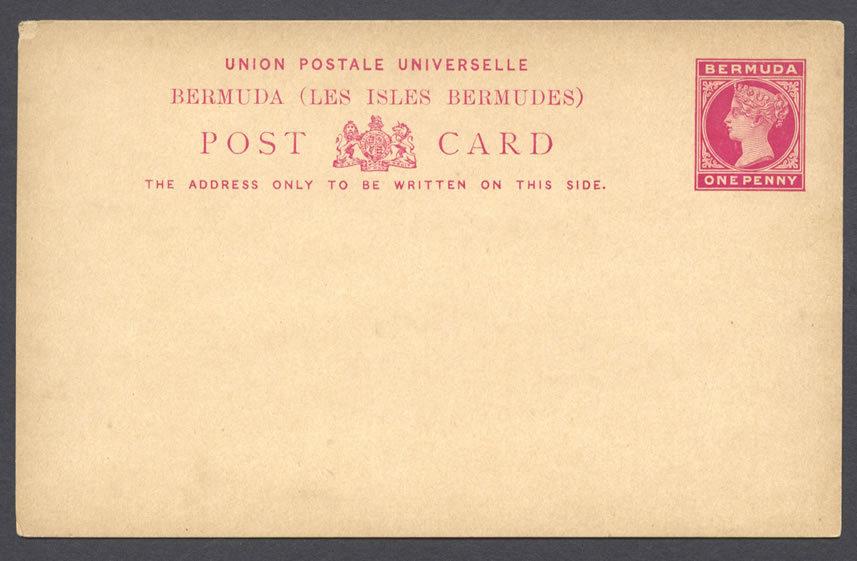 UNION POSTALE UNIVERSELLE
BERMUDA (LES ISLES BERMUDES)
POST CARD
THE ADDRESS ONLY TO BE WRITTEN ON THIS SIDE.
BERMUDA
ONE PENNY